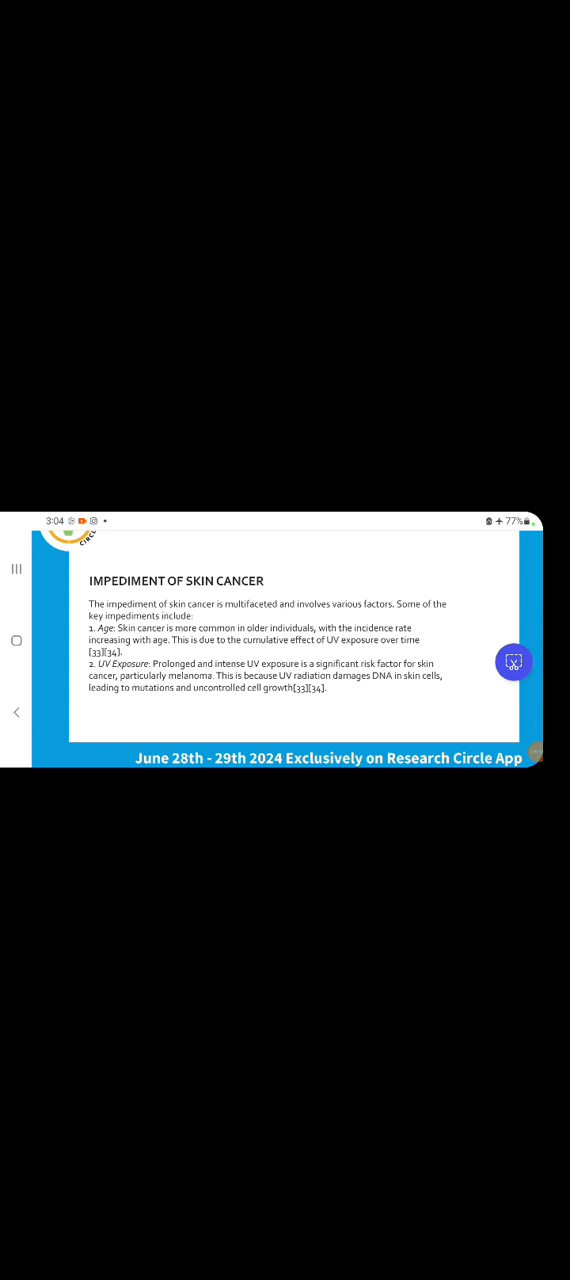 3:04
77%
CIRCL
IMPEDIMENT OF SKIN CANCER
The impediment of skin cancer is multifaceted and involves various factors. Some of the
key impediments include:
1. Age: Skin cancer is more common in older individuals, with the incidence rate
increasing with age. This is due to the cumulative effect of UV exposure over time
[33][34].
2. UV Exposure: Prolonged and intense UV exposure is a significant risk factor for skin
cancer, particularly melanoma. This is because UV radiation damages DNA in skin cells,
leading to mutations and uncontrolled cell growth[33][34].
June 28th - 29th 2024 Exclusively on Research Circle App